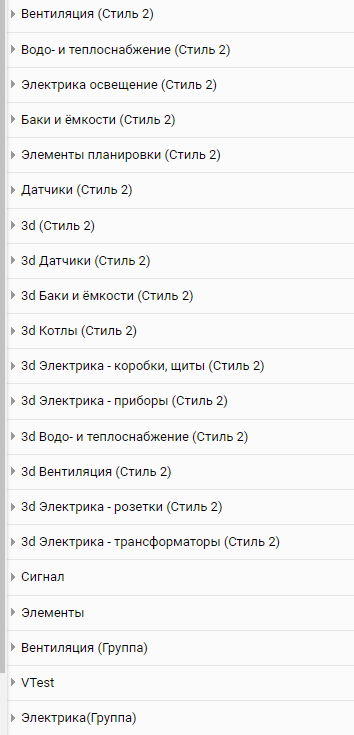 Вентиляция (Стиль 2)
Водо- и теплоснабжение (Стиль 2)
Электрика освещение (Стиль 2)
Баки и ёмкости (Стиль 2)
Элементы планировки (Стиль 2)
Датчики (Стиль 2)
3d (Стиль 2)
3d Датчики (Стиль 2)
3d Баки и ёмкости (Стиль 2)
3d Котлы (Стиль 2)
3d Электрика - коробки, щиты (Стиль 2)
3d Электрика - приборы (Стиль 2)
3d Водо- и теплоснабжение (Стиль 2)
3d Вентиляция (Стиль 2)
3d Электрика - розетки (Стиль 2)
3d Электрика - трансформаторы (Стиль 2)
Сигнал
Элементы
Вентиляция (Группа)
VTest
Электрика(Группа)